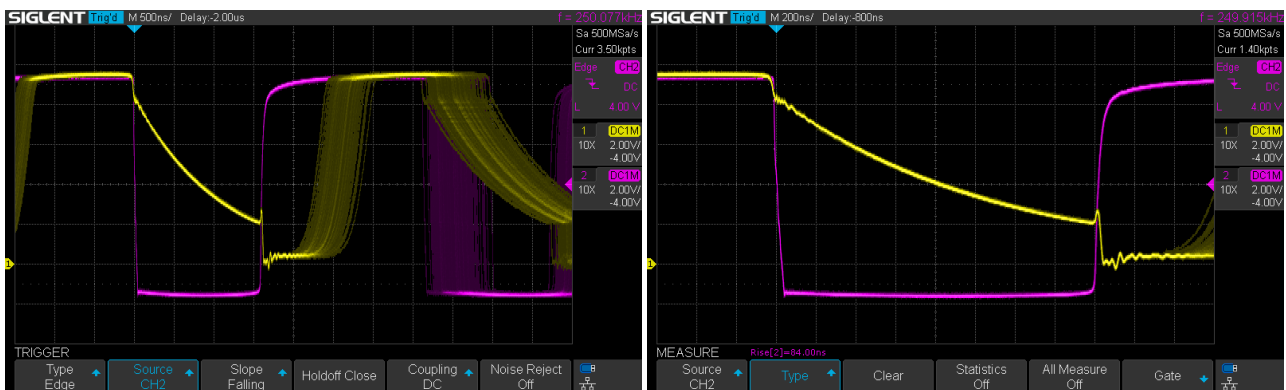 SIGLENT Trig'd M 500ns/ Delay:-2.00us f = 250.077kHz
Sa 500MSa/s
Curr 3.50kpts
Edge CH2
DC
L 4.00 V
1 DC1M
10X 2.00V/
-4.00V
2 DC1M
10X 2.00V/
-4.00V
1
TRIGGER
Type Source Slope Holdoff Close Coupling Noise Reject
Edge CH2 Falling DC Off
SIGLENT Trig'd M 200ns/ Delay:-800ns f = 249.915kHz
Sa 500MSa/s
Curr 1.40kpts
Edge CH2
DC
L 4.00 V
1 DC1M
10X 2.00V/
-4.00V
2 DC1M
10X 2.00V/
-4.00V
1
MEASURE Rise[2]=84.00ns
Source Type Clear Statistics All Measure Gate
CH2 Off Off